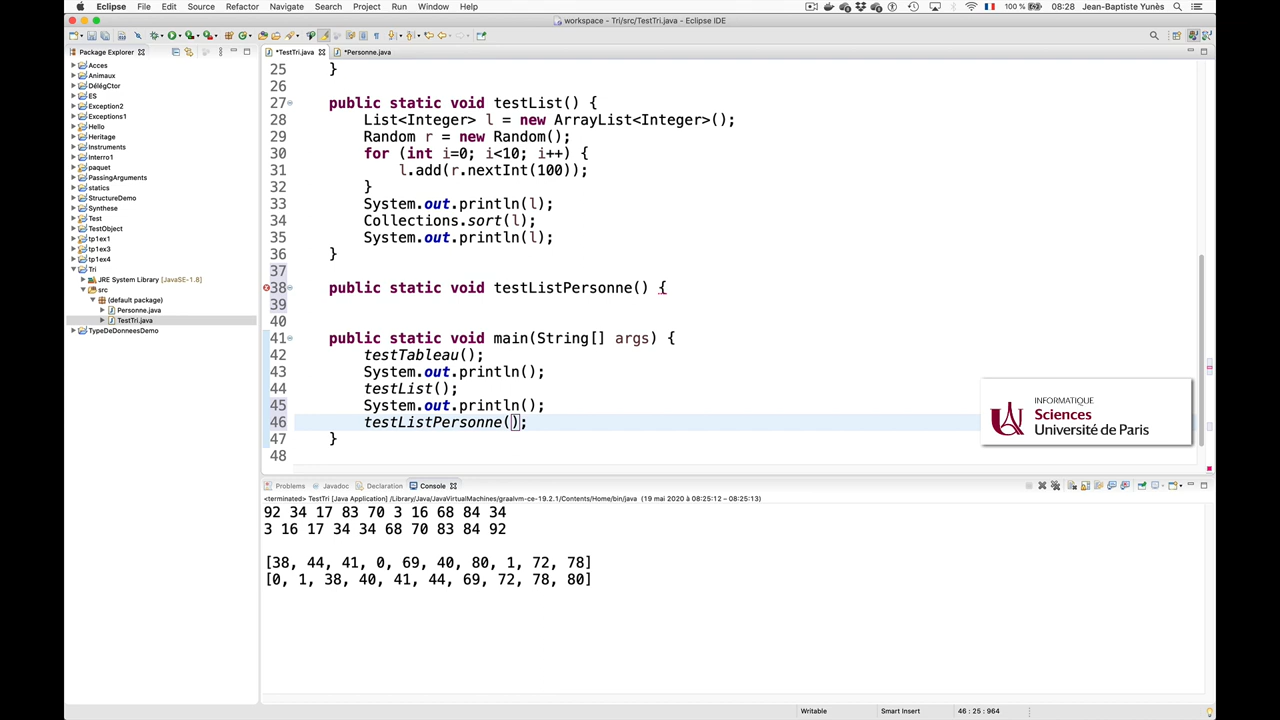 Eclipse File Edit Source Refactor Navigate Search Project Run Window Help 100 % 08:28 Jean-Baptiste Yunès
workspace - Tri/src/TestTri.java - Eclipse IDE
Package Explorer
*TestTri.java *Personne.java
Acces
Animaux
DélégCtor
ES
Exception2
Exceptions1
Hello
Heritage
Instruments
Interro1
paquet
PassingArguments
statics
StructureDemo
Synthese
Test
TestObject
tp1ex1
tp1ex3
tp1ex4
Tri
JRE System Library [JavaSE-1.8]
src
(default package)
Personne.java
TestTri.java
TypeDeDonneesDemo
25 }
26
27 public static void testList() {
28 List<Integer> l = new ArrayList<Integer>();
29 Random r = new Random();
30 for (int i=0; i<10; i++) {
31 l.add(r.nextInt(100));
32 }
33 System.out.println(l);
34 Collections.sort(l);
35 System.out.println(l);
36 }
37
38 public static void testListPersonne() {
39
40
41 public static void main(String[] args) {
42 testTableau();
43 System.out.println();
44 testList();
45 System.out.println();
46 testListPersonne();
47 }
48
INFORMATIQUE
Sciences
Université de Paris
Problems Javadoc Declaration Console
<terminated> TestTri [Java Application] /Library/Java/JavaVirtualMachines/graalvm-ce-19.2.1/Contents/Home/bin/java (19 mai 2020 à 08:25:12 – 08:25:13)
92 34 17 83 70 3 16 68 84 34
3 16 17 34 34 68 70 83 84 92
[38, 44, 41, 0, 69, 40, 80, 1, 72, 78]
[0, 1, 38, 40, 41, 44, 69, 72, 78, 80]
Writable Smart Insert 46 : 25 : 964